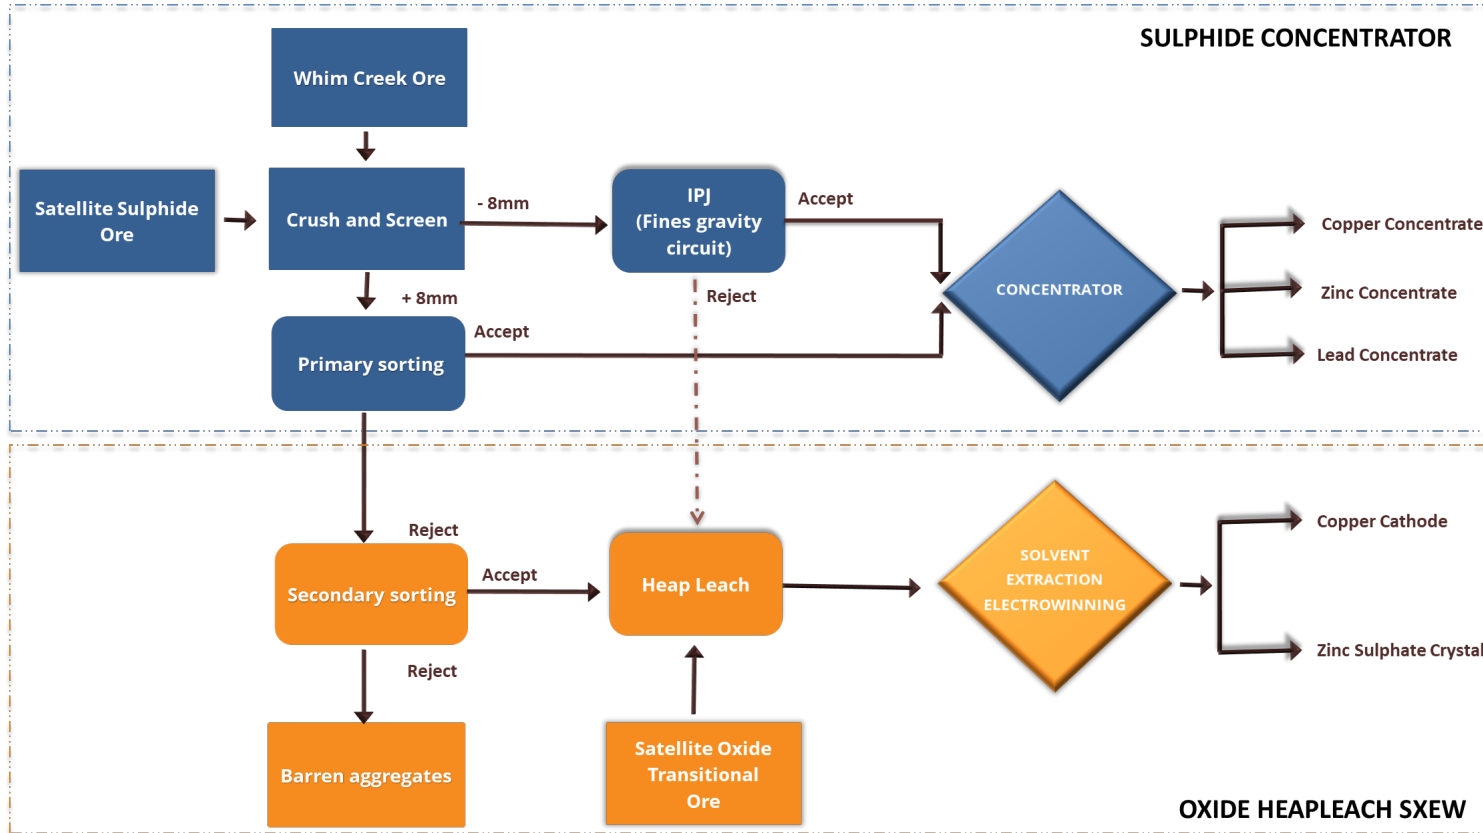 SULPHIDE CONCENTRATOR
Whim Creek Ore
Satellite Sulphide
Ore
Crush and Screen
- 8mm
IPJ
(Fines gravity
circuit)
Accept
Reject
+ 8mm
Primary sorting
Accept
CONCENTRATOR
Copper Concentrate
Zinc Concentrate
Lead Concentrate
Reject
Secondary sorting
Accept
Heap Leach
SOLVENT
EXTRACTION
ELECTROWINNING
Copper Cathode
Zinc Sulphate Crystal
Reject
Barren aggregates
Satellite Oxide
Transitional
Ore
OXIDE HEAPLEACH SXEW